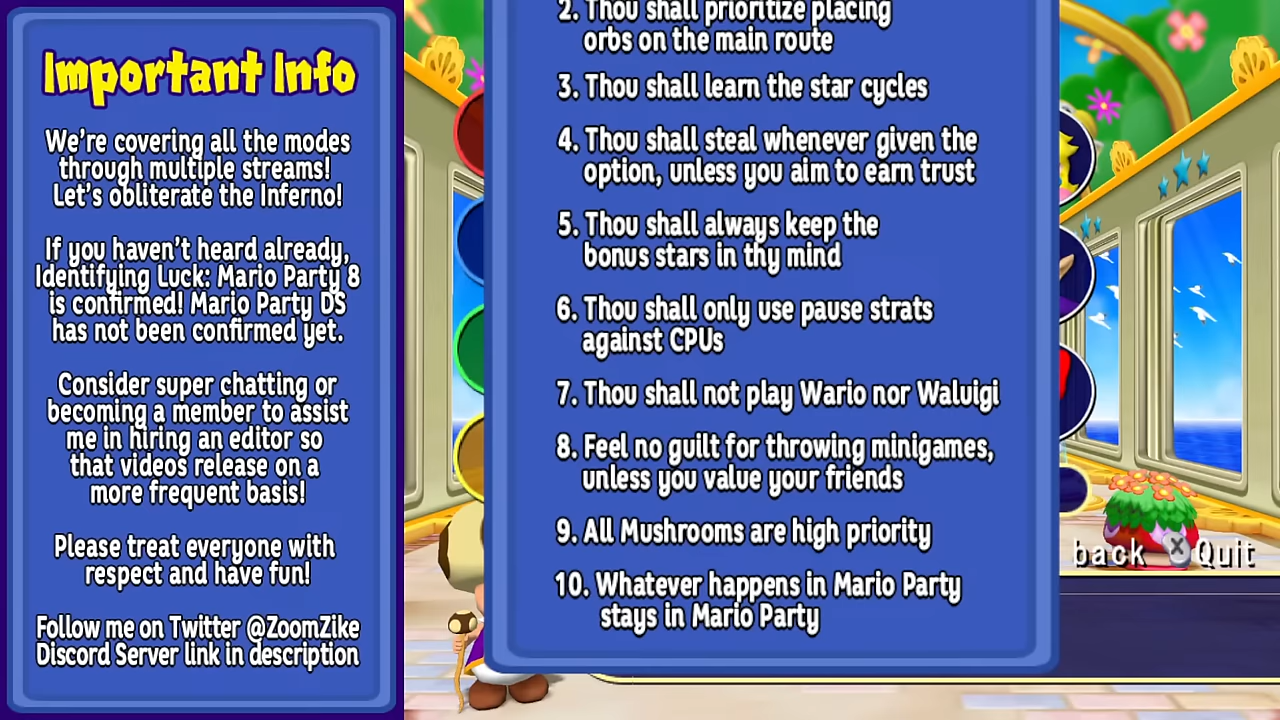 Important Info
We're covering all the modes
through multiple streams!
Let's obliterate the Inferno!
If you haven't heard already,
Identifying Luck: Mario Party 8
is confirmed! Mario Party DS
has not been confirmed yet.
Consider super chatting or
becoming a member to assist
me in hiring an editor so
that videos release on a
more frequent basis!
Please treat everyone with
respect and have fun!
Follow me on Twitter @ZoomZike
Discord Server link in description
2. Thou shall prioritize placing
orbs on the main route
3. Thou shall learn the star cycles
4. Thou shall steal whenever given the
option, unless you aim to earn trust
5. Thou shall always keep the
bonus stars in thy mind
6. Thou shall only use pause strats
against CPUs
7. Thou shall not play Wario nor Waluigi
8. Feel no guilt for throwing minigames,
unless you value your friends
9. All Mushrooms are high priority
10. Whatever happens in Mario Party
stays in Mario Party
back X Quit